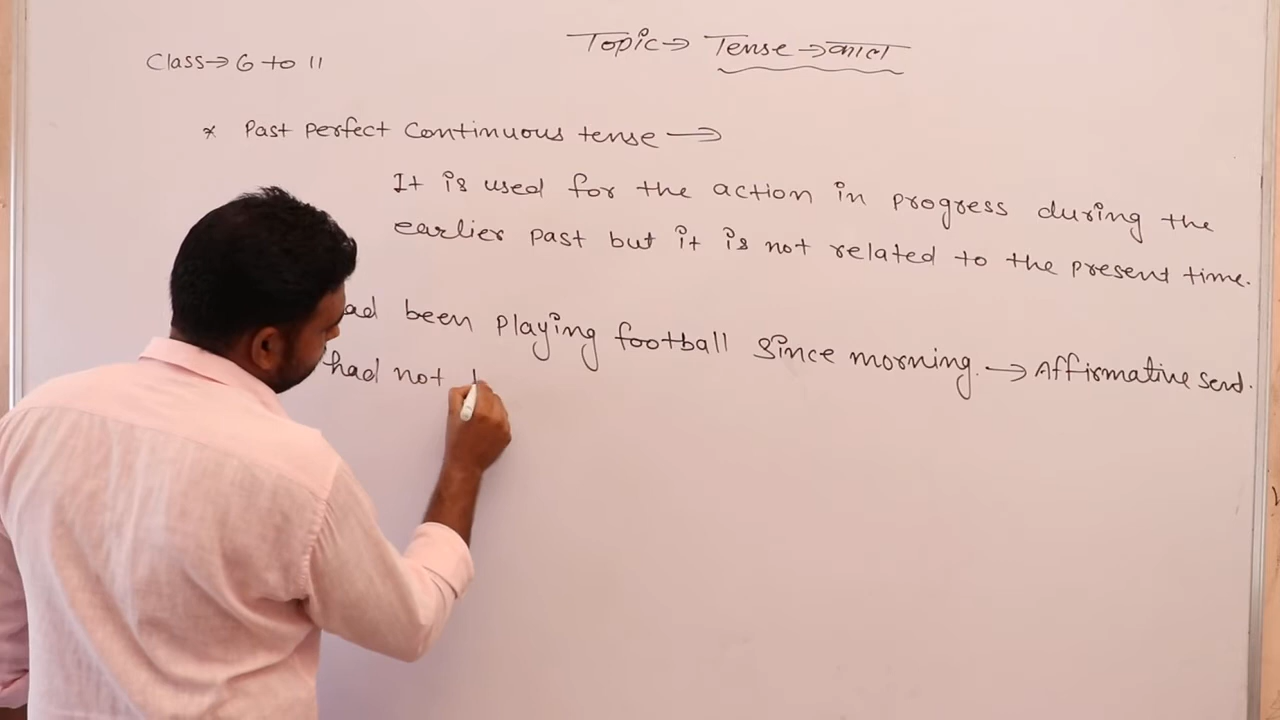 Topic→ Tense→काल
Class→ 6 to 11
* Past perfect continuous tense →
It is used for the action in progress during the
earlier past but it is not related to the present time.
been playing football since morning. → Affirmative send.
had not